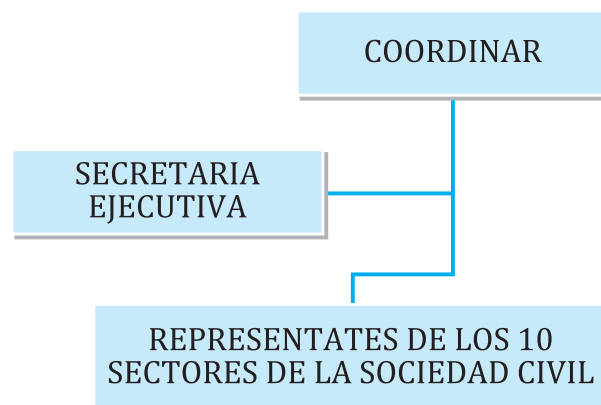 COORDINAR
SECRETARIA
EJECUTIVA
REPRESENTATES DE LOS 10
SECTORES DE LA SOCIEDAD CIVIL